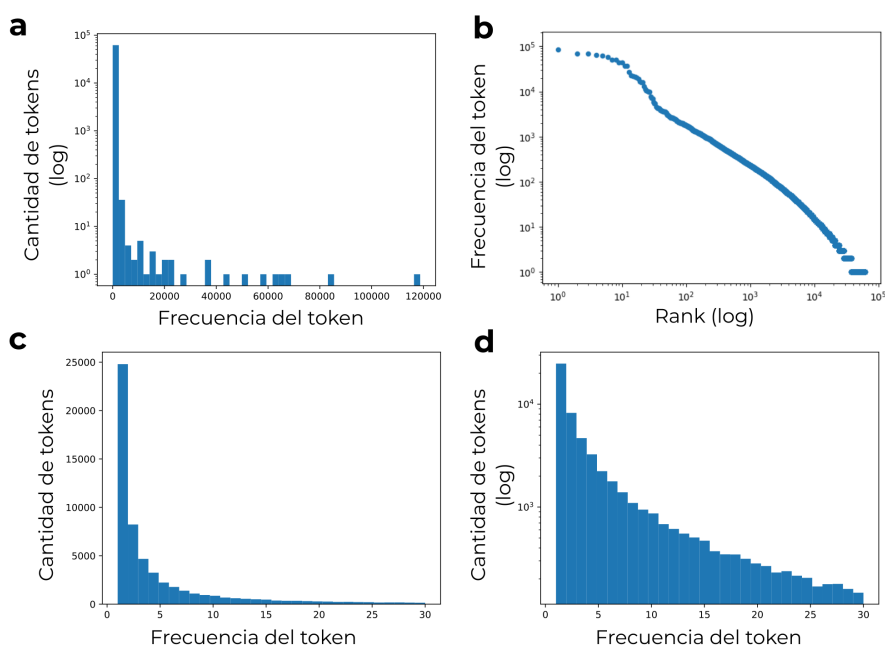 a
Cantidad de tokens
(log)
10⁵
10⁴
10³
10²
10¹
10⁰
0 20000 40000 60000 80000 100000 120000
Frecuencia del token
b
Frecuencia del token
(log)
10⁵
10⁴
10³
10²
10¹
10⁰
10⁰ 10¹ 10² 10³ 10⁴ 10⁵
Rank (log)
c
Cantidad de tokens
25000
20000
15000
10000
5000
0
0 5 10 15 20 25 30
Frecuencia del token
d
Cantidad de tokens
(log)
10⁴
10³
0 5 10 15 20 25 30
Frecuencia del token